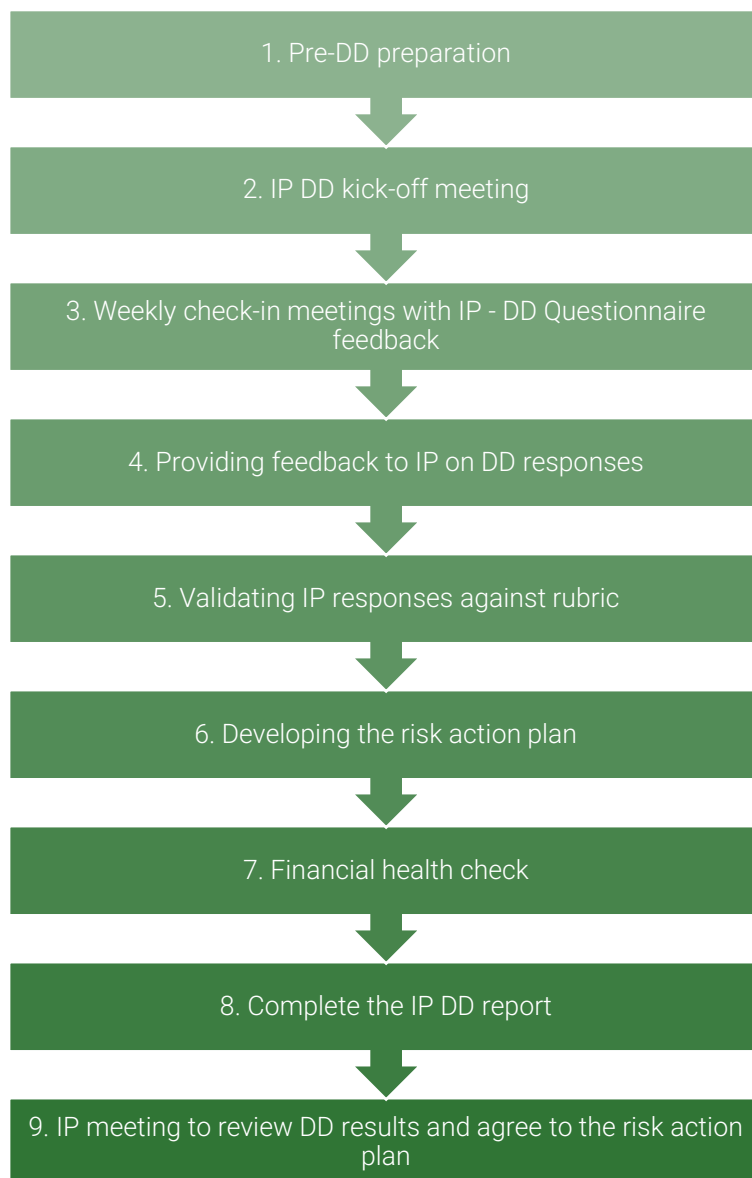 1. Pre-DD preparation
2. IP DD kick-off meeting
3. Weekly check-in meetings with IP - DD Questionnaire
feedback
4. Providing feedback to IP on DD responses
5. Validating IP responses against rubric
6. Developing the risk action plan
7. Financial health check
8. Complete the IP DD report
9. IP meeting to review DD results and agree to the risk action
plan